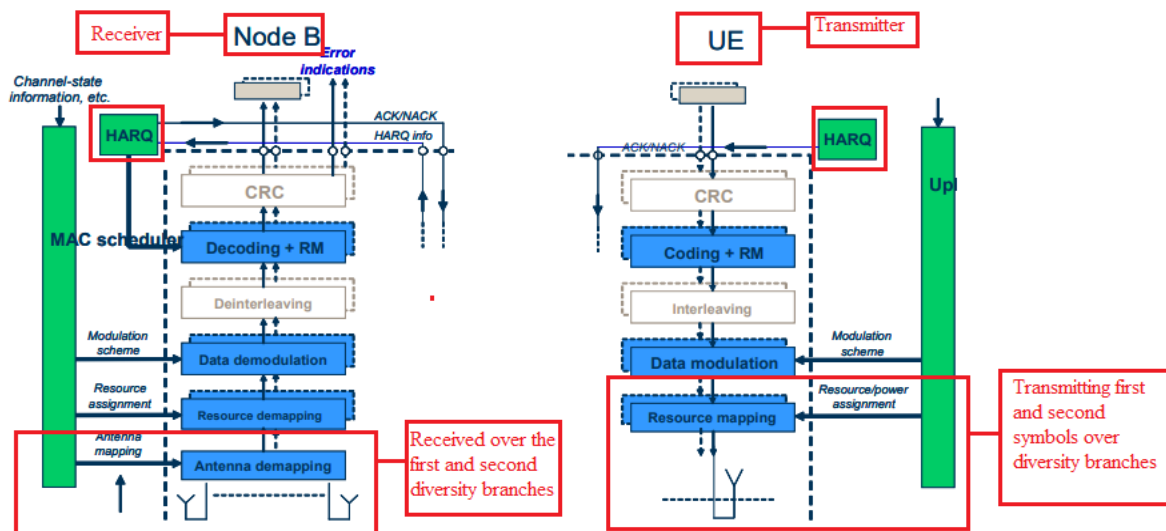 Receiver
Node B
Error
indications
Channel-state
information, etc.
HARQ
ACK/NACK
HARQ info
CRC
MAC scheduler
Decoding + RM
Deinterleaving
Modulation
scheme
Data demodulation
Resource
assignment
Resource demapping
Antenna
mapping
Antenna demapping
Received over the
first and second
diversity branches
UE
Transmitter
ACK/NACK
HARQ
CRC
Upl
Coding + RM
Interleaving
Modulation
scheme
Data modulation
Resource/power
assignment
Resource mapping
Transmitting first
and second
symbols over
diversity branches